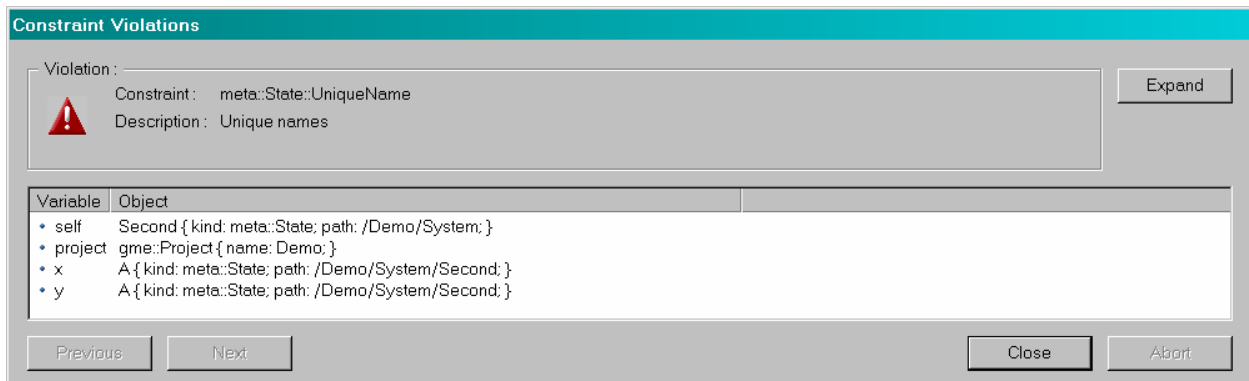 Constraint Violations
Violation :
Expand
Constraint : meta::State::UniqueName
Description : Unique names
Variable Object
self Second { kind: meta::State; path: /Demo/System; }
project gme::Project { name: Demo; }
x A { kind: meta::State; path: /Demo/System/Second; }
y A { kind: meta::State; path: /Demo/System/Second; }
Previous Next Close Abort